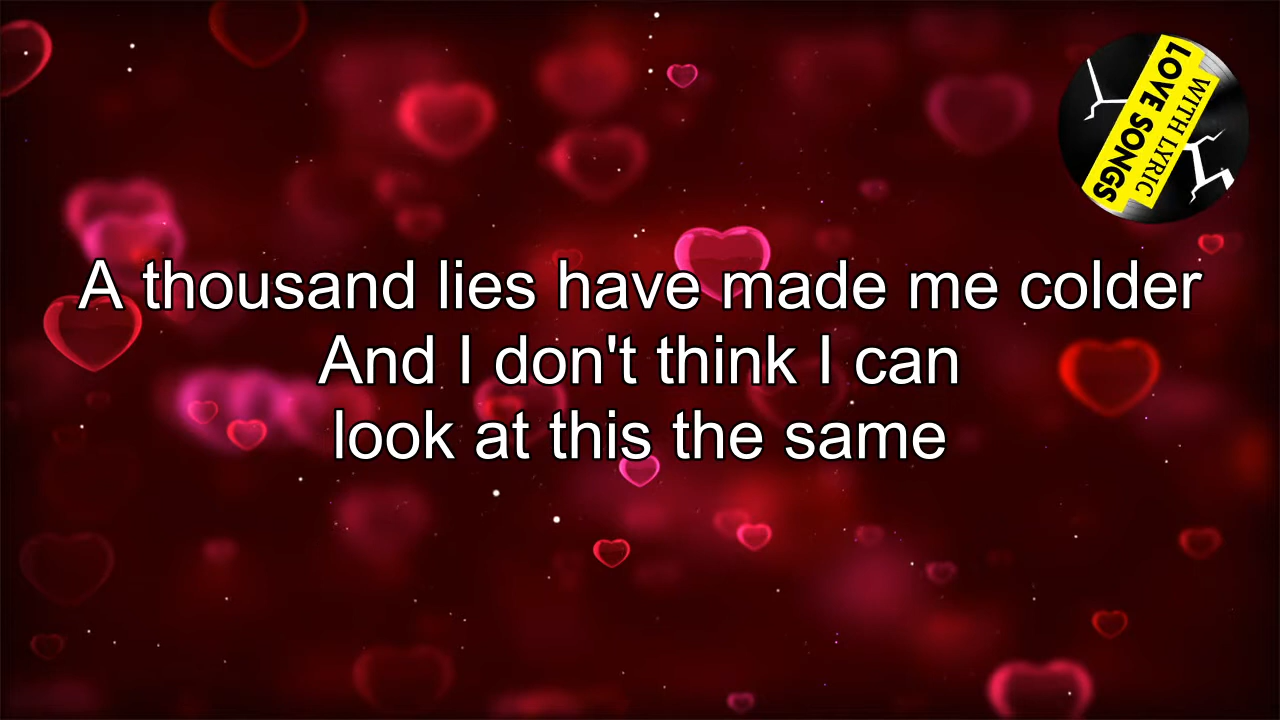 LOVE SONGS
WITH LYRIC
A thousand lies have made me colder
And I don't think I can
look at this the same